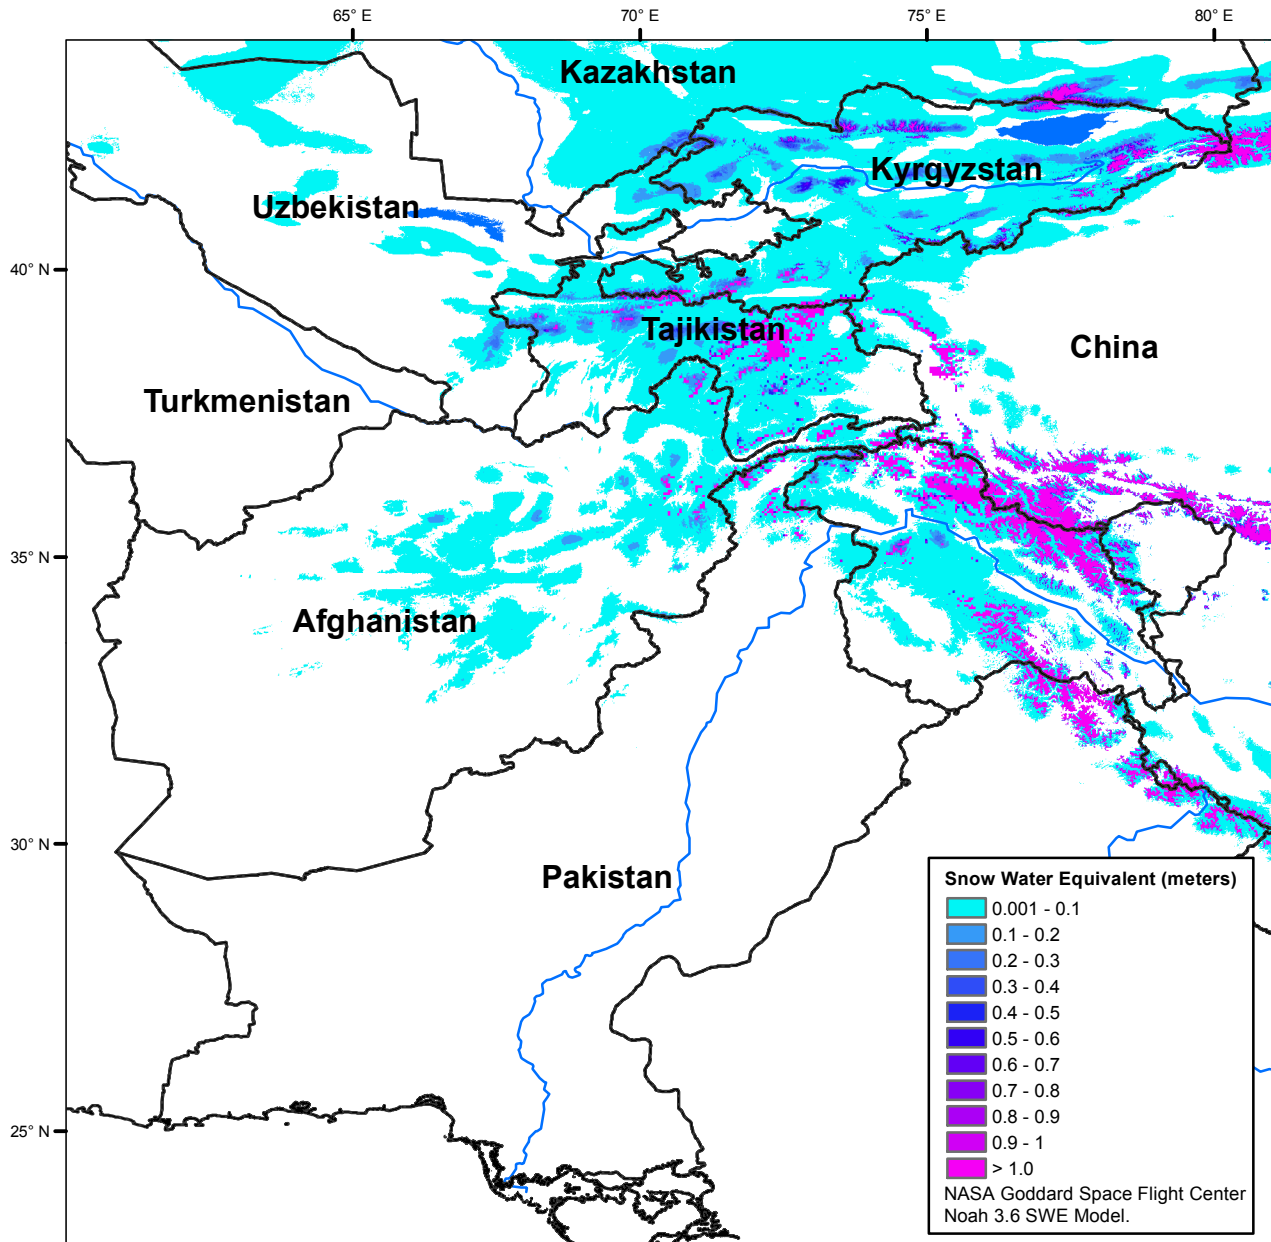 65° E
70° E
75° E
80° E
Kazakhstan
Kyrgyzstan
Uzbekistan
40° N
Tajikistan
China
Turkmenistan
35° N
Afghanistan
30° N
Pakistan
Snow Water Equivalent (meters)
0.001 - 0.1
0.1 - 0.2
0.2 - 0.3
0.3 - 0.4
0.4 - 0.5
0.5 - 0.6
0.6 - 0.7
0.7 - 0.8
0.8 - 0.9
0.9 - 1
> 1.0
25° N
NASA Goddard Space Flight Center
Noah 3.6 SWE Model.